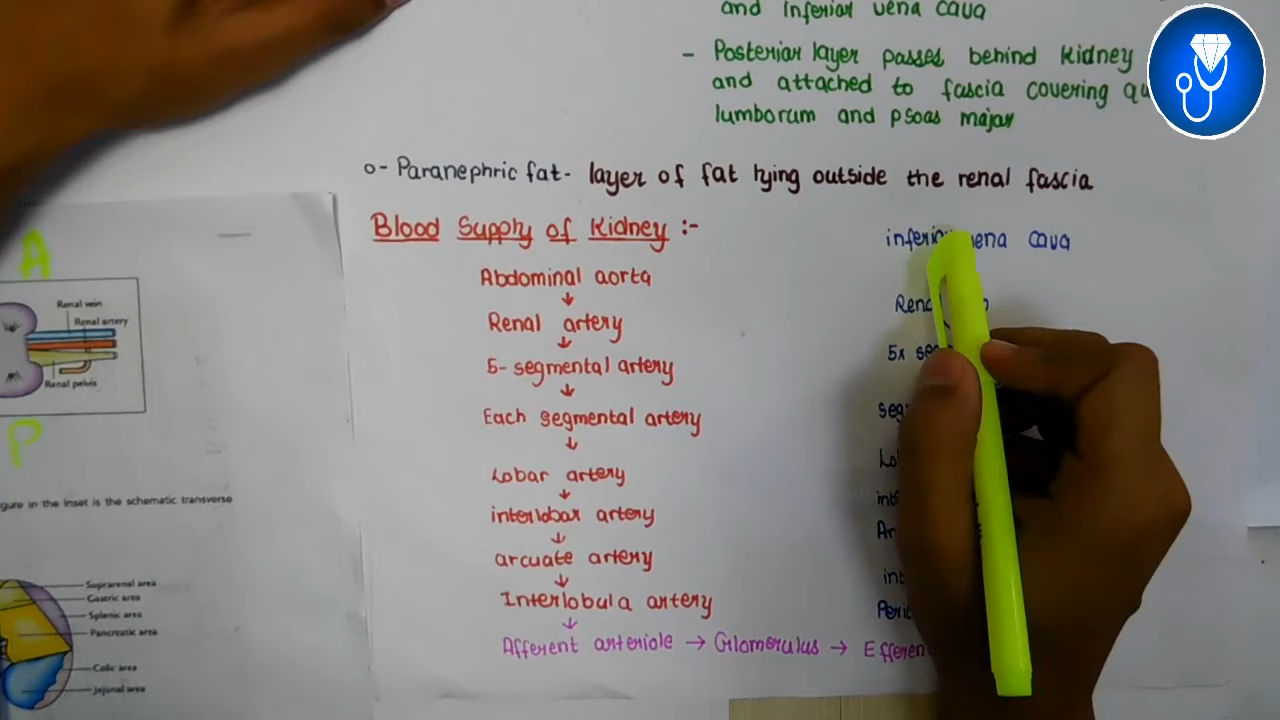 and inferior vena cava
- Posterior layer passes behind kidney
and attached to fascia covering
lumborum and psoas major
o- Paranephric fat- layer of fat lying outside the renal fascia
Blood Supply of Kidney :-
Abdominal aorta
↓
Renal artery
↓
5- segmental artery
↓
Each segmental artery
↓
Lobar artery
↓
interlobar artery
↓
arcuate artery
↓
Interlobula artery
↓
Afferent arteriole → Glomerulus → Efferen
cava
5x
A
Renal vein
Renal artery
Renal pelvis
P
gure in the inset is the schematic transverse
Suprarenal area
Gastric area
Splenic area
Pancreatic area
Colic area
Jejunal area